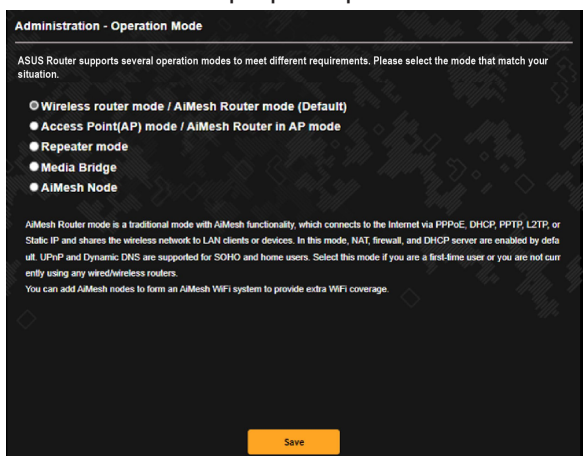 Administration - Operation Mode
ASUS Router supports several operation modes to meet different requirements. Please select the mode that match your
situation.
Wireless router mode / AiMesh Router mode (Default)
Access Point(AP) mode / AiMesh Router in AP mode
Repeater mode
Media Bridge
AiMesh Node
AiMesh Router mode is a traditional mode with AiMesh functionality, which connects to the Internet via PPPoE, DHCP, PPTP, L2TP, or
Static IP and shares the wireless network to LAN clients or devices. In this mode, NAT, firewall, and DHCP server are enabled by defa
ult. UPnP and Dynamic DNS are supported for SOHO and home users. Select this mode if you are a first-time user or you are not curr
ently using any wired/wireless routers.
You can add AiMesh nodes to form an AiMesh WiFi system to provide extra WiFi coverage.
Save